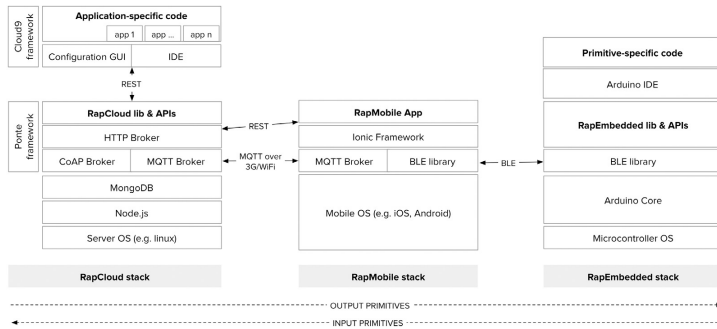 Cloud9
framework
Application-specific code
app 1 app ... app n
Configuration GUI IDE
REST
Ponte
framework
RapCloud lib & APIs
HTTP Broker
CoAP Broker MQTT Broker
MongoDB
Node.js
Server OS (e.g. linux)
RapCloud stack
REST
MQTT over
3G/WiFi
RapMobile App
Ionic Framework
MQTT Broker BLE library
Mobile OS (e.g. iOS, Android)
RapMobile stack
BLE
Primitive-specific code
Arduino IDE
RapEmbedded lib & APIs
BLE library
Arduino Core
Microcontroller OS
RapEmbedded stack
OUTPUT PRIMITIVES
INPUT PRIMITIVES